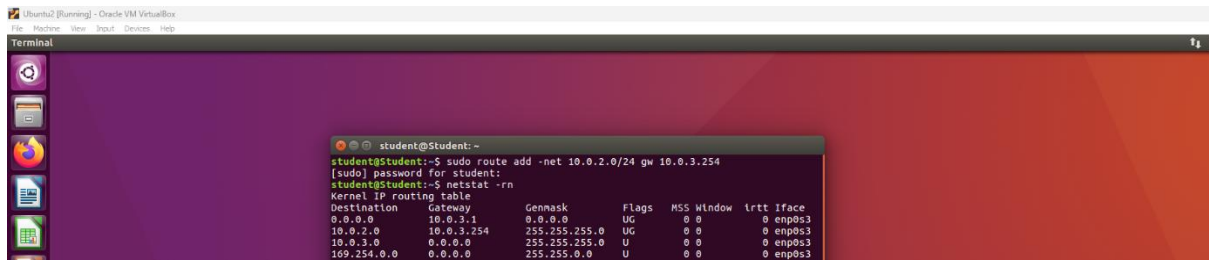 Ubuntu2 [Running] - Oracle VM VirtualBox
File Machine View Input Devices Help
Terminal
student@Student: ~
student@Student:~$ sudo route add -net 10.0.2.0/24 gw 10.0.3.254
[sudo] password for student:
student@Student:~$ netstat -rn
Kernel IP routing table
Destination Gateway Genmask Flags MSS Window irtt Iface
0.0.0.0 10.0.3.1 0.0.0.0 UG 0 0 0 enp0s3
10.0.2.0 10.0.3.254 255.255.255.0 UG 0 0 0 enp0s3
10.0.3.0 0.0.0.0 255.255.255.0 U 0 0 0 enp0s3
169.254.0.0 0.0.0.0 255.255.0.0 U 0 0 0 enp0s3